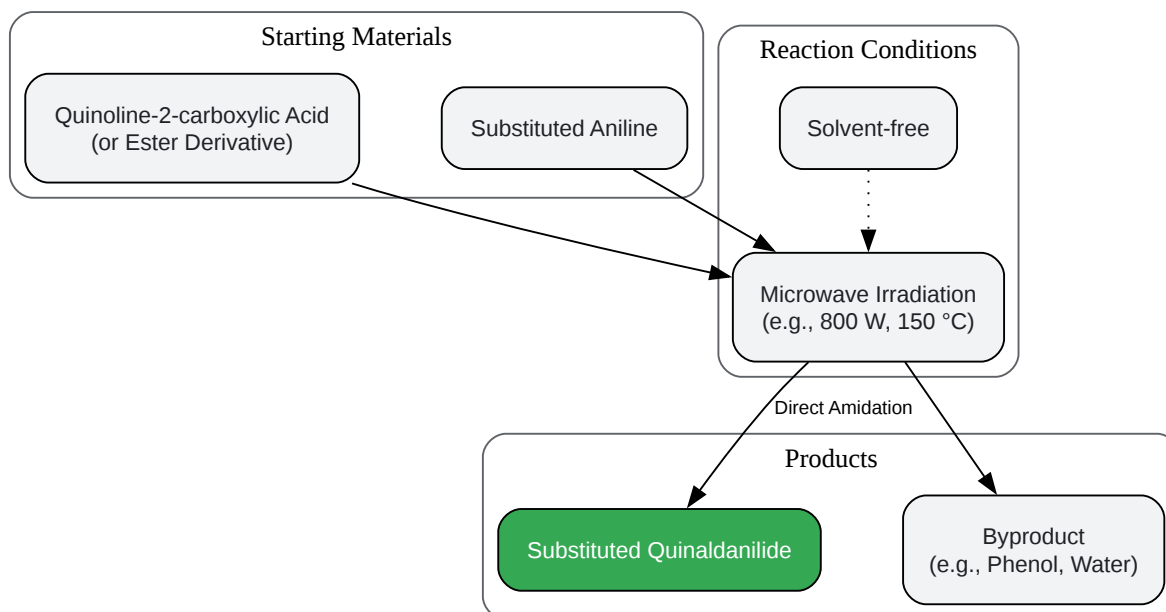 Starting Materials
Quinoline-2-carboxylic Acid
(or Ester Derivative)
Substituted Aniline
Reaction Conditions
Solvent-free
Microwave Irradiation
(e.g., 800 W, 150 °C)
Direct Amidation
Products
Substituted Quinaldanilide
Byproduct
(e.g., Phenol, Water)